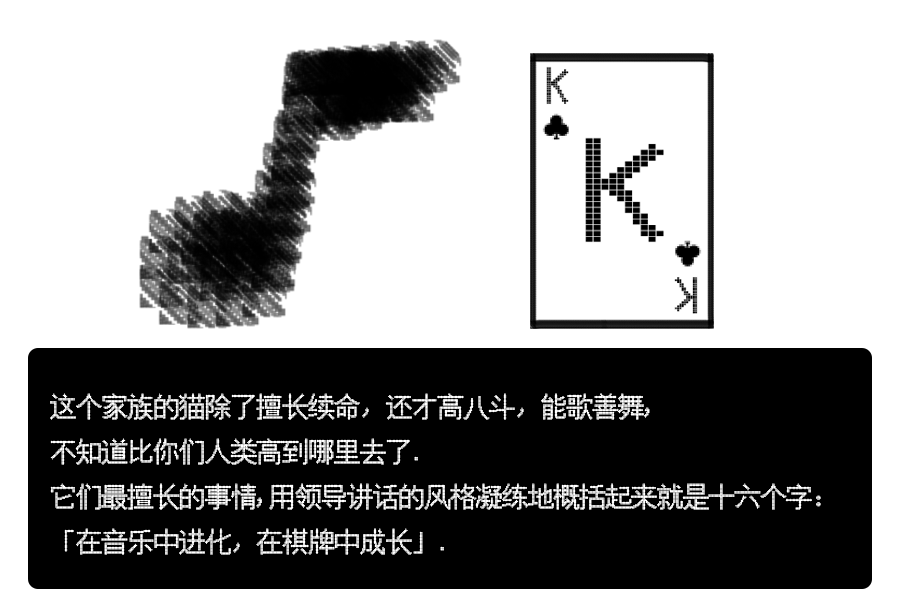 K
K
K
这个家族的猫除了擅长续命，还才高八斗，能歌善舞，
不知道比你们人类高到哪里去了.
它们最擅长的事情，用领导讲话的风格凝练地概括起来就是十六个字：
「在音乐中进化，在棋牌中成长」.